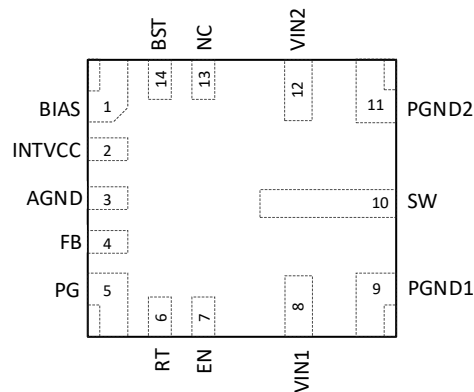 BST
NC
VIN2
14
13
12
BIAS
1
11
PGND2
INTVCC
2
AGND
3
10
SW
FB
4
PG
5
9
PGND1
6
7
8
RT
EN
VIN1